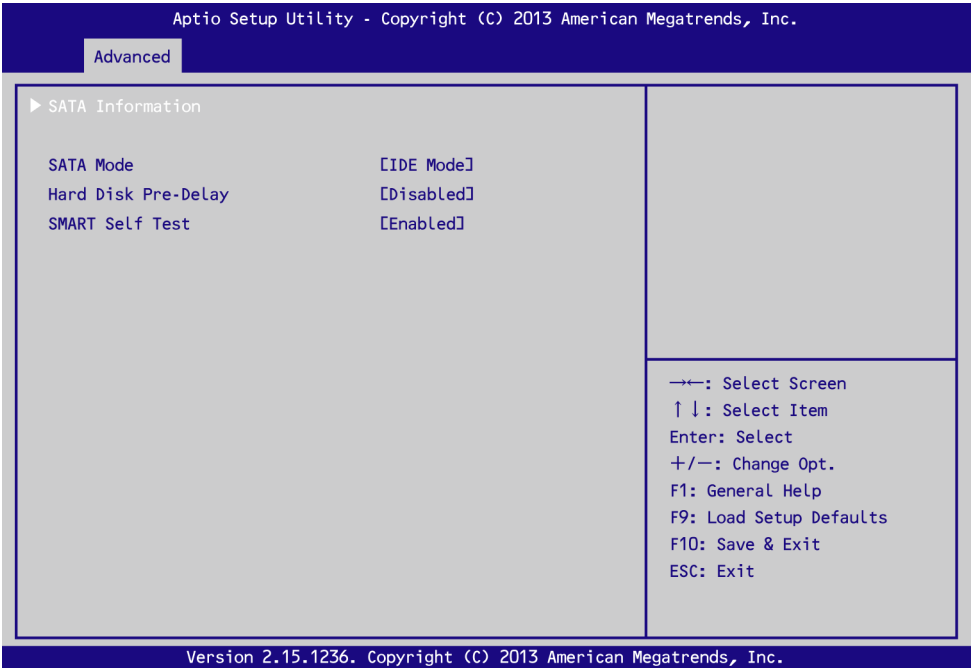 Aptio Setup Utility - Copyright (C) 2013 American Megatrends, Inc.
Advanced
SATA Information
SATA Mode [IDE Mode]
Hard Disk Pre-Delay [Disabled]
SMART Self Test [Enabled]
→←: Select Screen
↑↓: Select Item
Enter: Select
+/-: Change Opt.
F1: General Help
F9: Load Setup Defaults
F10: Save & Exit
ESC: Exit
Version 2.15.1236. Copyright (C) 2013 American Megatrends, Inc.